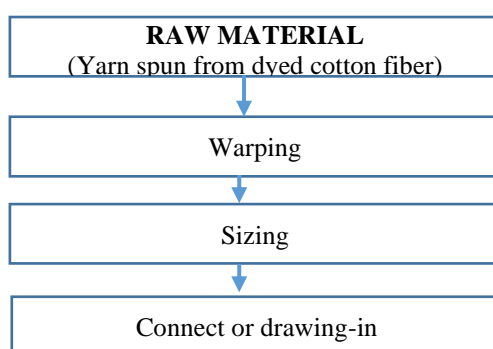 RAW MATERIAL
(Yarn spun from dyed cotton fiber)
Warping
Sizing
Connect or drawing-in